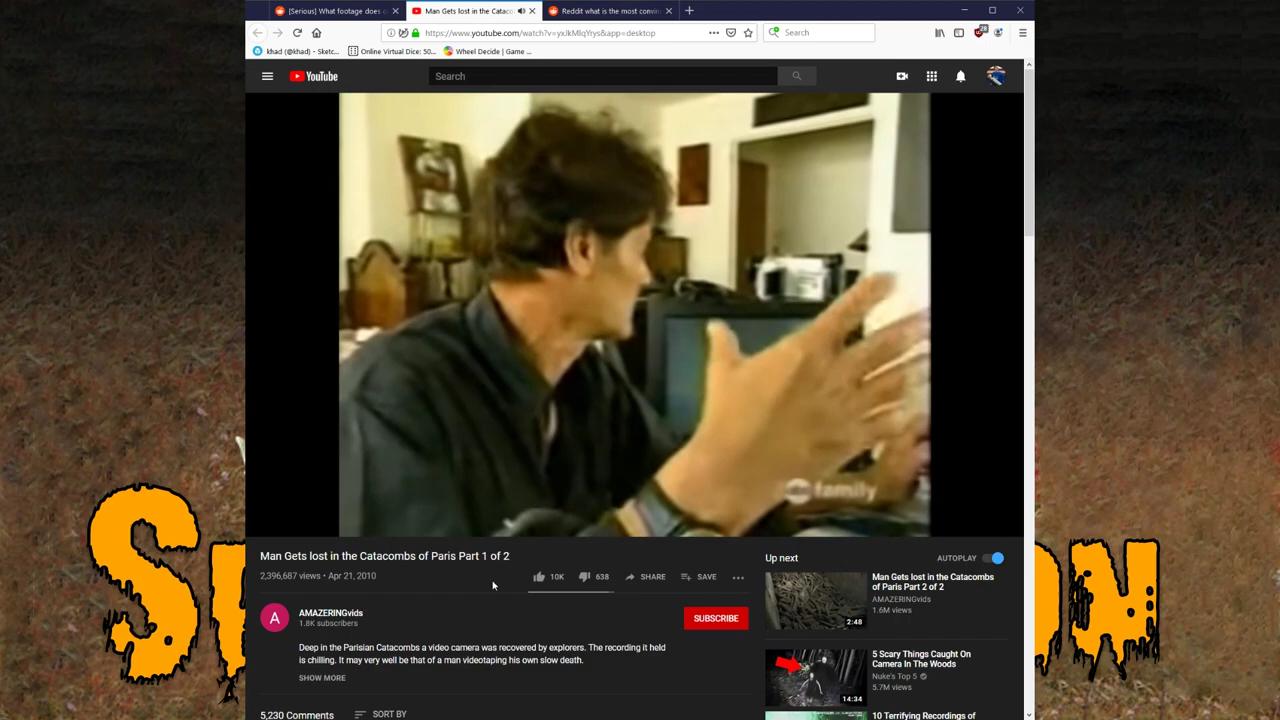 [Serious] What footage does
Man Gets lost in the Cataco
Reddit what is the most convin
https://www.youtube.com/watch?v=yxJkMlqYrys&app=desktop
Search
28
khad (@khad) - Sketc...
Online Virtual Dice: 50...
Wheel Decide | Game ...
YouTube
Search
abc family
Man Gets lost in the Catacombs of Paris Part 1 of 2
2,396,687 views • Apr 21, 2010
10K
638
SHARE
SAVE
A
AMAZERINGvids
1.8K subscribers
SUBSCRIBE
Deep in the Parisian Catacombs a video camera was recovered by explorers. The recording it held
is chilling. It may very well be that of a man videotaping his own slow death.
SHOW MORE
5,230 Comments
SORT BY
Up next
AUTOPLAY
Man Gets lost in the Catacombs
of Paris Part 2 of 2
AMAZERINGvids
1.6M views
2:48
5 Scary Things Caught On
Camera In The Woods
Nuke's Top 5
5.7M views
14:34
10 Terrifying Recordings of